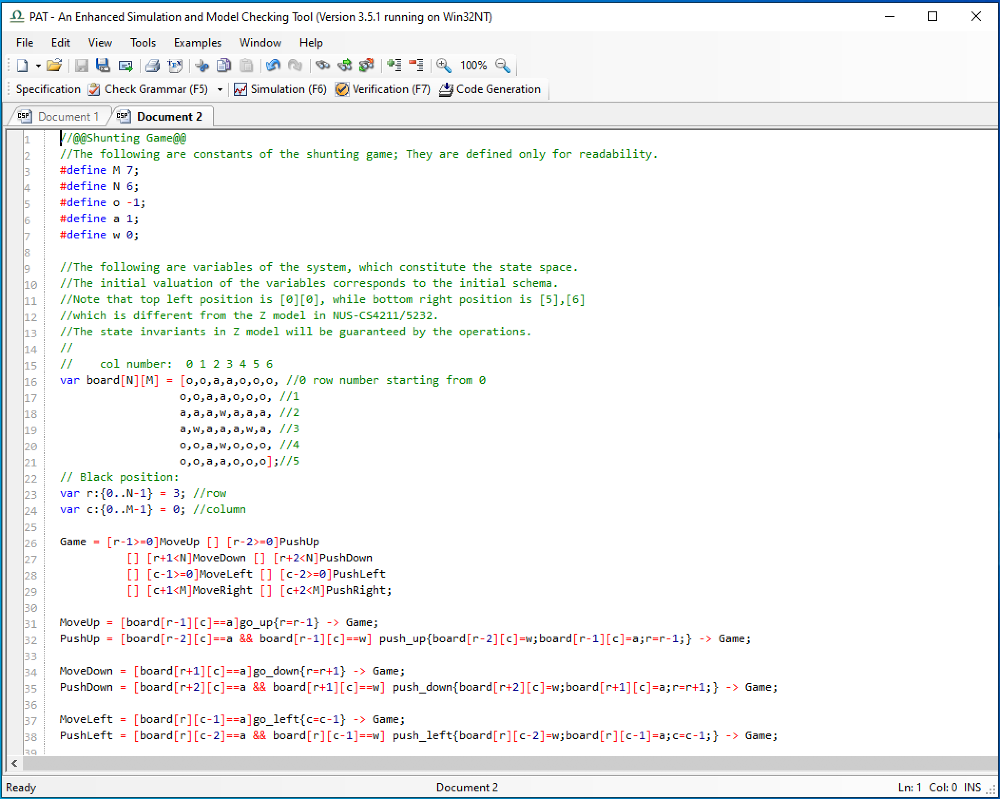 PAT - An Enhanced Simulation and Model Checking Tool (Version 3.5.1 running on Win32NT)
File Edit View Tools Examples Window Help
TEX 100%
Specification Check Grammar (F5) Simulation (F6) Verification (F7) Code Generation
CSP Document 1 CSP Document 2
1 //@@Shunting Game@@
2 //The following are constants of the shunting game; They are defined only for readability.
3 #define M 7;
4 #define N 6;
5 #define o -1;
6 #define a 1;
7 #define w 0;
8
9 //The following are variables of the system, which constitute the state space.
10 //The initial valuation of the variables corresponds to the initial schema.
11 //Note that top left position is [0][0], while bottom right position is [5],[6]
12 //which is different from the Z model in NUS-CS4211/5232.
13 //The state invariants in Z model will be guaranteed by the operations.
14 //
15 //    col number:  0 1 2 3 4 5 6
16 var board[N][M] = [o,o,a,a,o,o,o, //0 row number starting from 0
17                   o,o,a,a,o,o,o, //1
18                   a,a,a,w,a,a,a, //2
19                   a,w,a,a,a,w,a, //3
20                   o,o,a,w,o,o,o, //4
21                   o,o,a,a,o,o,o];//5
22 // Black position:
23 var r:{0..N-1} = 3; //row
24 var c:{0..M-1} = 0; //column
25
26 Game = [r-1>=0]MoveUp [] [r-2>=0]PushUp
27           [] [r+1<N]MoveDown [] [r+2<N]PushDown
28           [] [c-1>=0]MoveLeft [] [c-2>=0]PushLeft
29           [] [c+1<M]MoveRight [] [c+2<M]PushRight;
30
31 MoveUp = [board[r-1][c]==a]go_up{r=r-1} -> Game;
32 PushUp = [board[r-2][c]==a && board[r-1][c]==w] push_up{board[r-2][c]=w;board[r-1][c]=a;r=r-1;} -> Game;
33
34 MoveDown = [board[r+1][c]==a]go_down{r=r+1} -> Game;
35 PushDown = [board[r+2][c]==a && board[r+1][c]==w] push_down{board[r+2][c]=w;board[r+1][c]=a;r=r+1;} -> Game;
36
37 MoveLeft = [board[r][c-1]==a]go_left{c=c-1} -> Game;
38 PushLeft = [board[r][c-2]==a && board[r][c-1]==w] push_left{board[r][c-2]=w;board[r][c-1]=a;c=c-1;} -> Game;
39
Ready Document 2 Ln: 1 Col: 0 INS